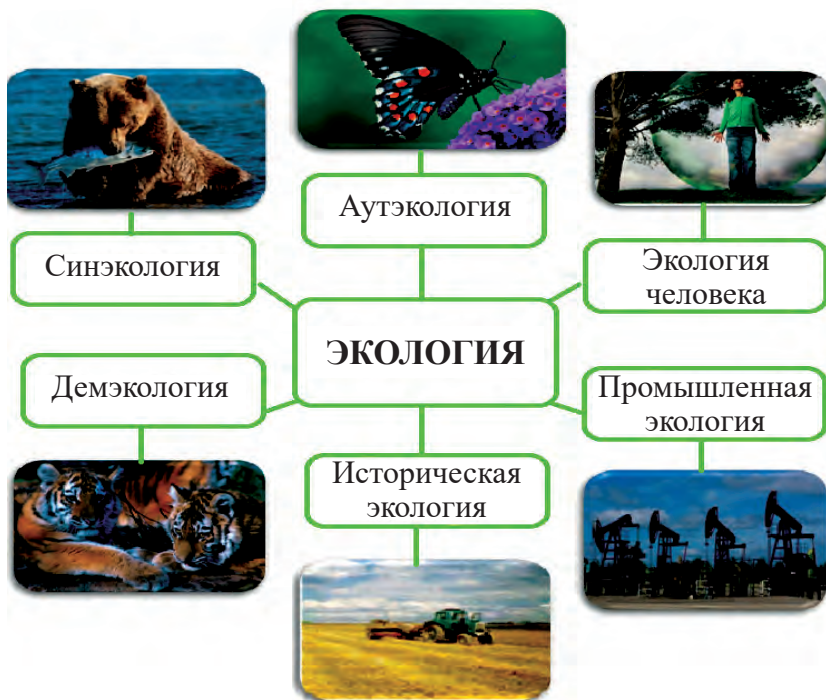 Аутэкология
Синэкология
Экология
человека
ЭКОЛОГИЯ
Демэкология
Промышленная
экология
Историческая
экология